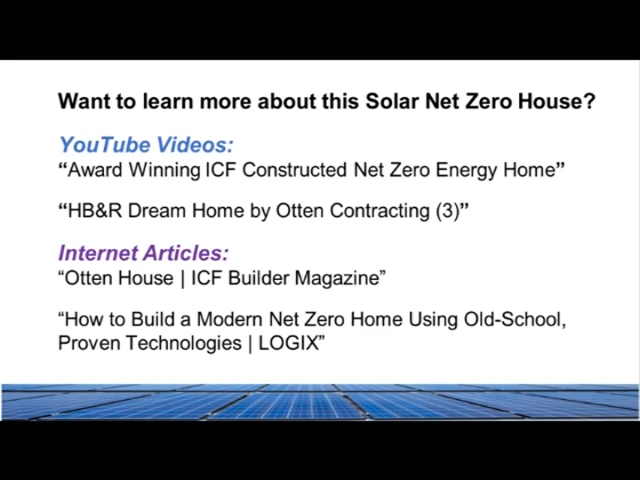 Want to learn more about this Solar Net Zero House?
YouTube Videos:
“Award Winning ICF Constructed Net Zero Energy Home”
“HB&R Dream Home by Otten Contracting (3)”
Internet Articles:
“Otten House | ICF Builder Magazine”
“How to Build a Modern Net Zero Home Using Old-School,
Proven Technologies | LOGIX”